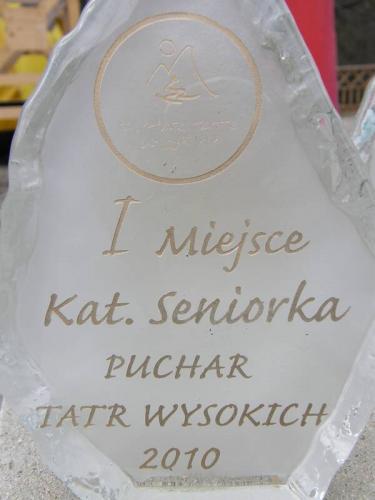 I Miejsce
Kat. Seniorka
PUCHAR
TATR WYSOKICH
2010